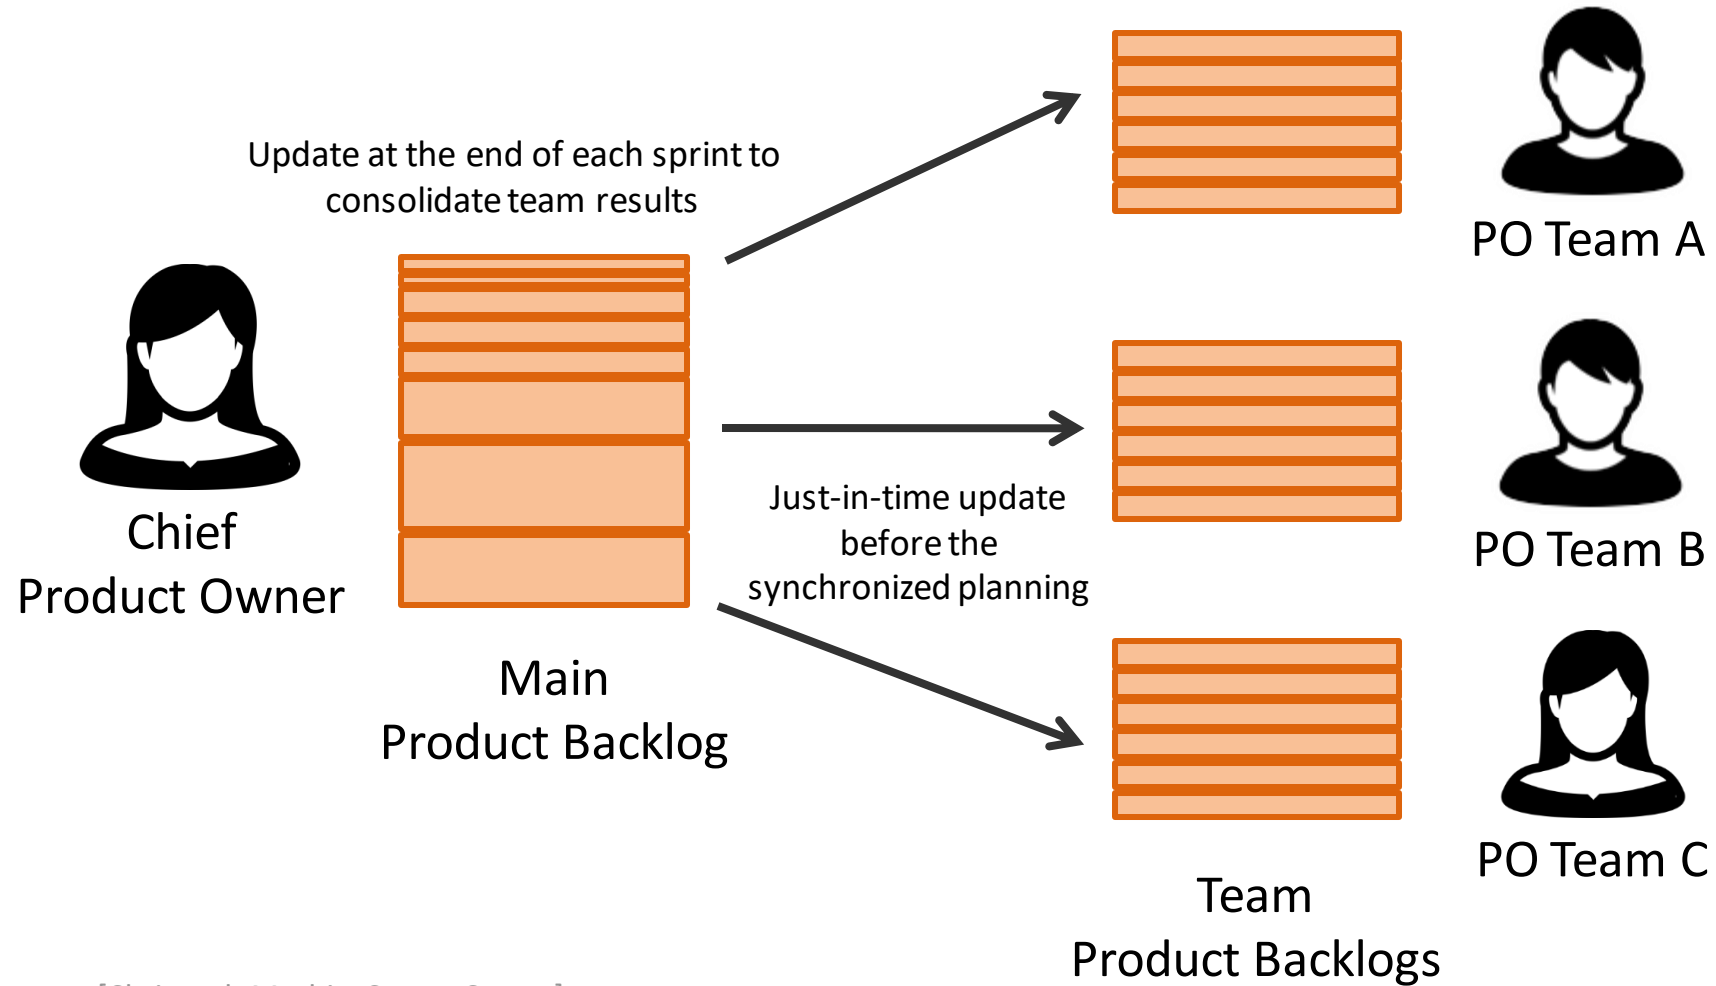 Update at the end of each sprint to
consolidate team results
Chief
Product Owner
Main
Product Backlog
Just-in-time update
before the
synchronized planning
PO Team A
PO Team B
PO Team C
Team
Product Backlogs